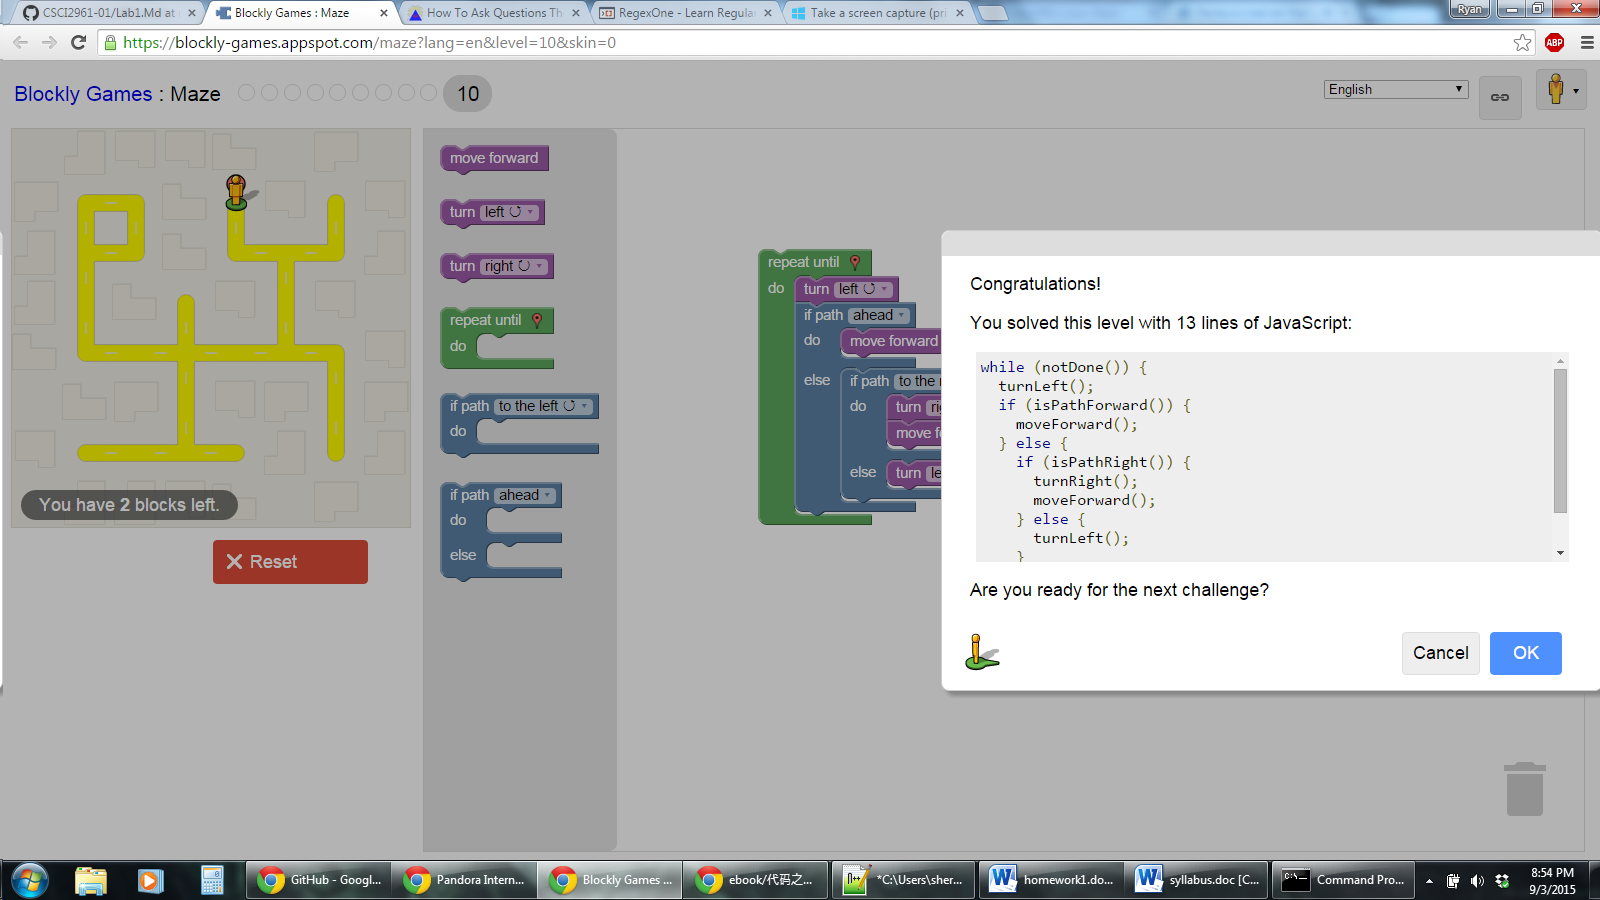 CSCI2961-01/Lab1.Md at
Blockly Games : Maze
How To Ask Questions Th
RegexOne - Learn Regula
Take a screen capture (pri
Ryan
https://blockly-games.appspot.com/maze?lang=en&level=10&skin=0
ABP
Blockly Games : Maze
10
English
move forward
turn left
turn right
repeat until
do
if path to the left
do
if path ahead
do
else
You have 2 blocks left.
Reset
repeat until
do
turn left
if path ahead
do
move forward
else
if path to the
do
turn
move
else
turn
Congratulations!
You solved this level with 13 lines of JavaScript:
while (notDone()) {
turnLeft();
if (isPathForward()) {
moveForward();
} else {
if (isPathRight()) {
turnRight();
moveForward();
} else {
turnLeft();
}
Are you ready for the next challenge?
Cancel
OK
GitHub - Googl...
Pandora Intern...
Blockly Games ...
ebook/代码之...
*C:\Users\sher...
homework1.do...
syllabus.doc [C...
Command Pro...
8:54 PM
9/3/2015